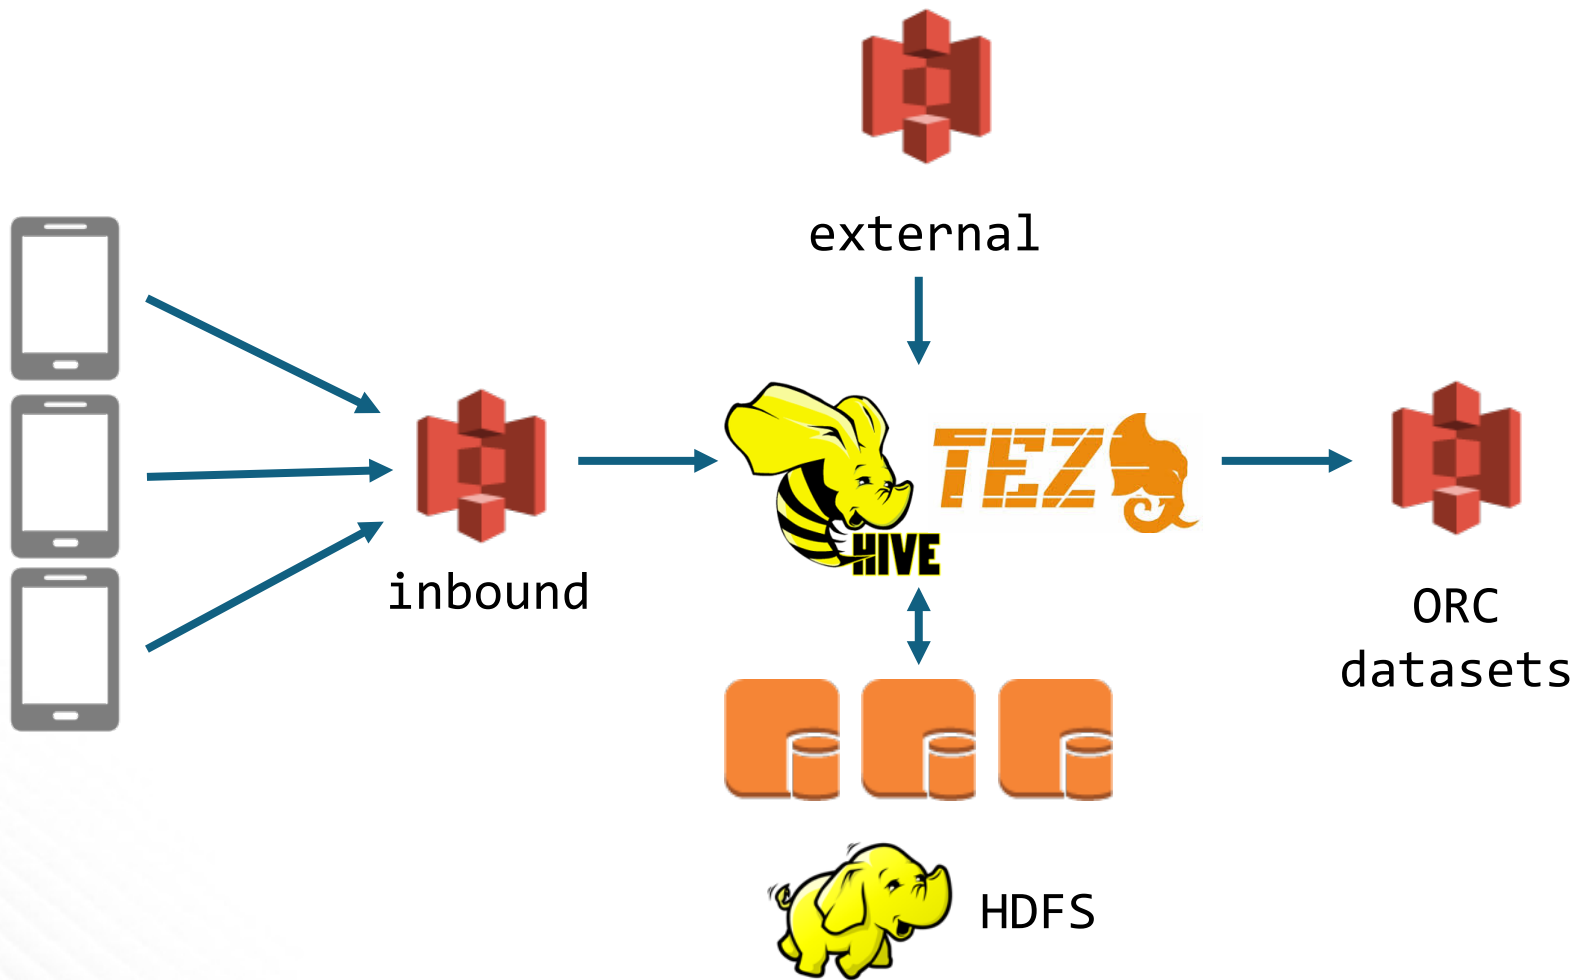 external
inbound
HIVE
TEZ
ORC
datasets
HDFS